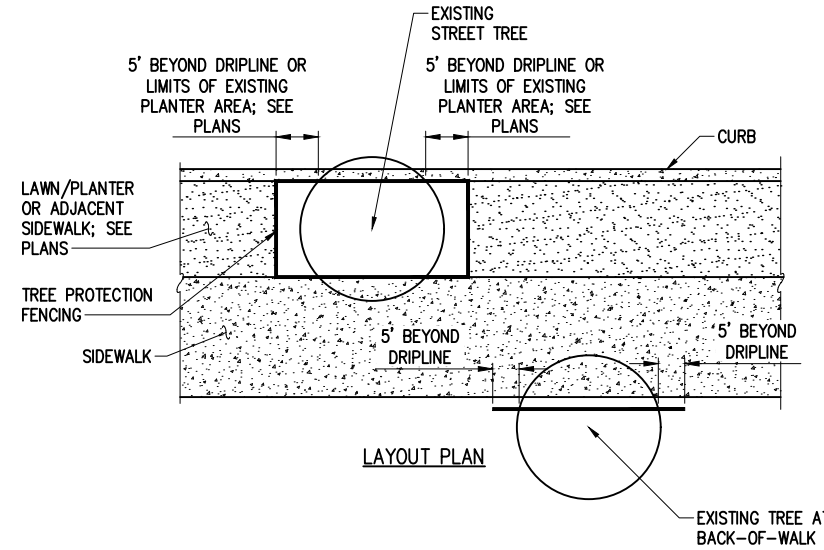 EXISTING
STREET TREE
5' BEYOND DRIPLINE OR
LIMITS OF EXISTING
PLANTER AREA; SEE
PLANS
5' BEYOND DRIPLINE OR
LIMITS OF EXISTING
PLANTER AREA; SEE
PLANS
CURB
LAWN/PLANTER
OR ADJACENT
SIDEWALK; SEE
PLANS
TREE PROTECTION
FENCING
SIDEWALK
5' BEYOND
DRIPLINE
5' BEYOND
DRIPLINE
LAYOUT PLAN
EXISTING TREE AT
BACK-OF-WALK